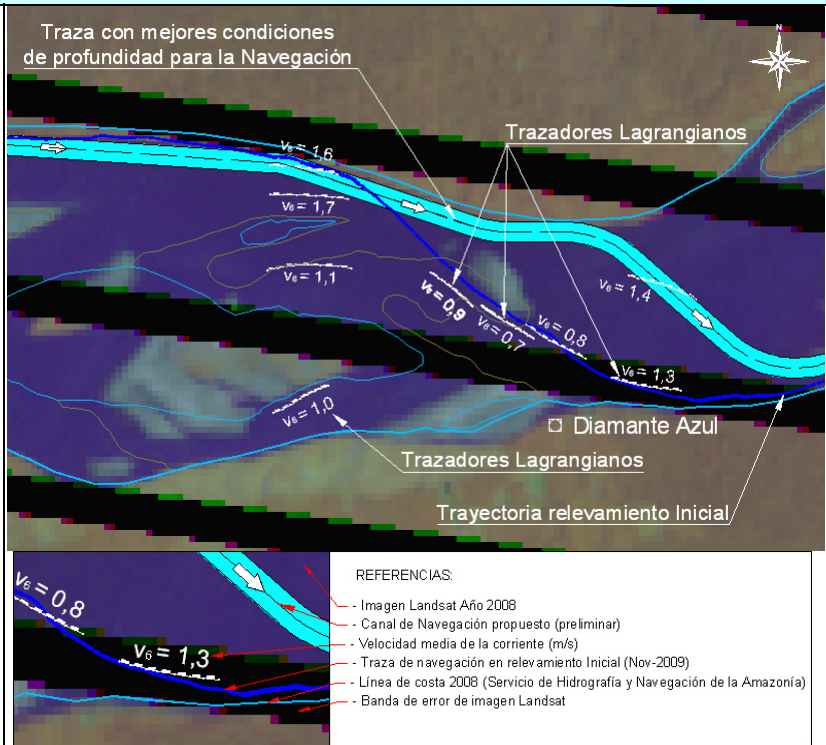 Traza con mejores condiciones
de profundidad para la Navegación
N
Trazadores Lagrangianos
v₆ = 1,6
v₆ = 1,7
v₆ = 1,1
v₆ = 0,9
v₆ = 0,7
v₆ = 0,8
v₆ = 1,4
v₆ = 1,3
v₆ = 1,0
Diamante Azul
Trazadores Lagrangianos
Trayectoria relevamiento Inicial
v₆ = 0,8
v₆ = 1,3
REFERENCIAS:
- Imagen Landsat Año 2008
- Canal de Navegación propuesto (preliminar)
- Velocidad media de la corriente (m/s)
- Traza de navegación en relevamiento Inicial (Nov-2009)
- Línea de costa 2008 (Servicio de Hidrografía y Navegación de la Amazonía)
- Banda de error de imagen Landsat